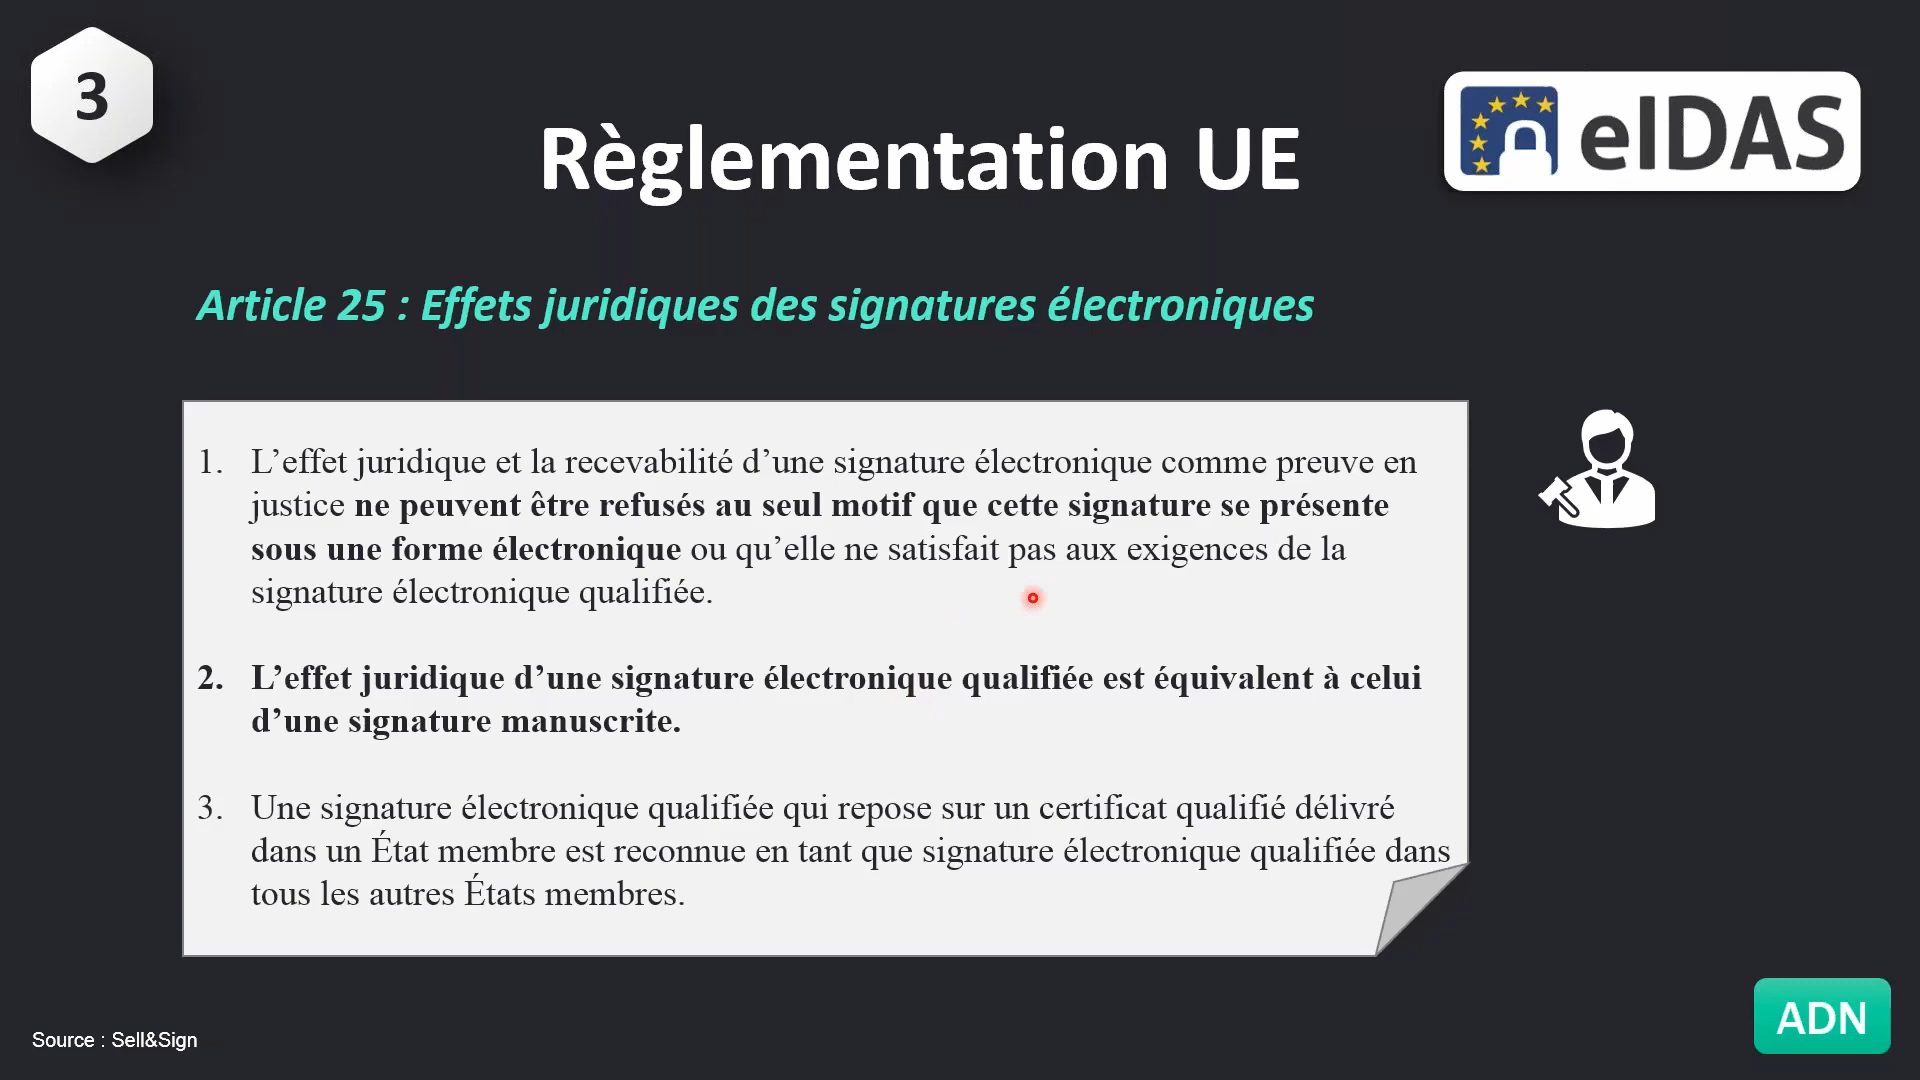 3
Règlementation UE
eIDAS
Article 25 : Effets juridiques des signatures électroniques
1. L’effet juridique et la recevabilité d’une signature électronique comme preuve en
justice ne peuvent être refusés au seul motif que cette signature se présente
sous une forme électronique ou qu’elle ne satisfait pas aux exigences de la
signature électronique qualifiée.
2. L’effet juridique d’une signature électronique qualifiée est équivalent à celui
d’une signature manuscrite.
3. Une signature électronique qualifiée qui repose sur un certificat qualifié délivré
dans un État membre est reconnue en tant que signature électronique qualifiée dans
tous les autres États membres.
Source : Sell&Sign
ADN